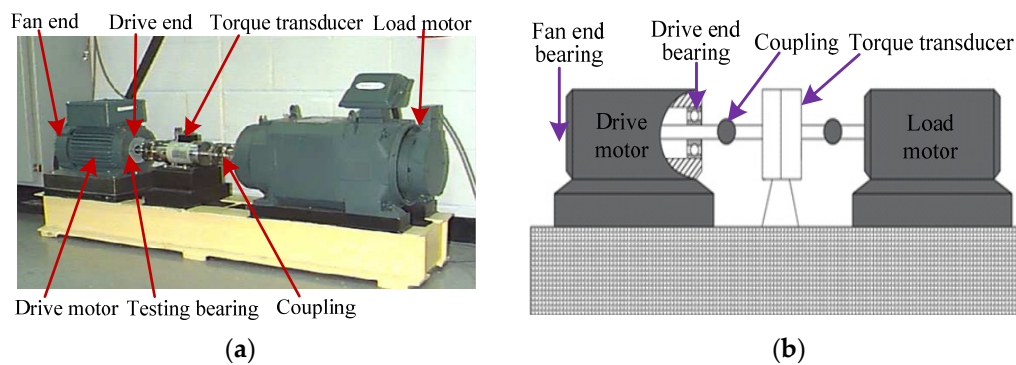 Fan end Drive end Torque transducer Load motor
Drive motor Testing bearing Coupling
(a)
Fan end bearing
Drive end bearing
Coupling
Torque transducer
Drive motor
Load motor
(b)